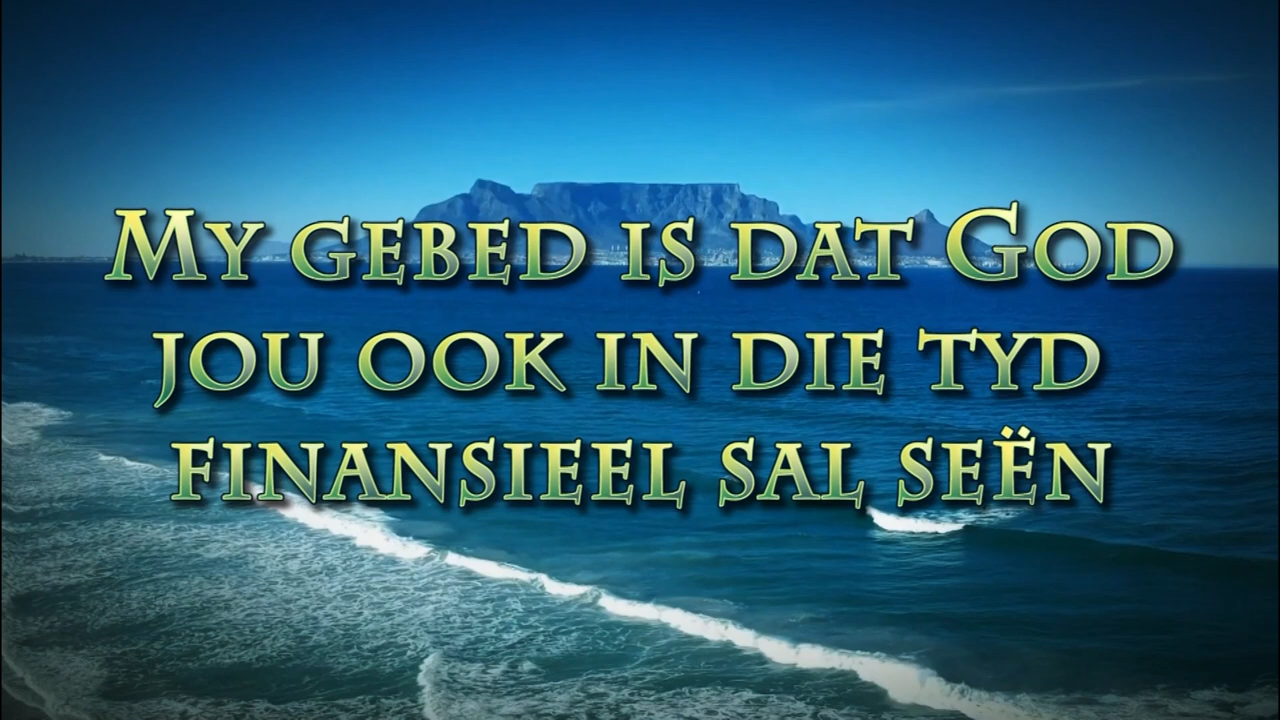 My gebed is dat God
jou ook in die tyd
finansieel sal seën